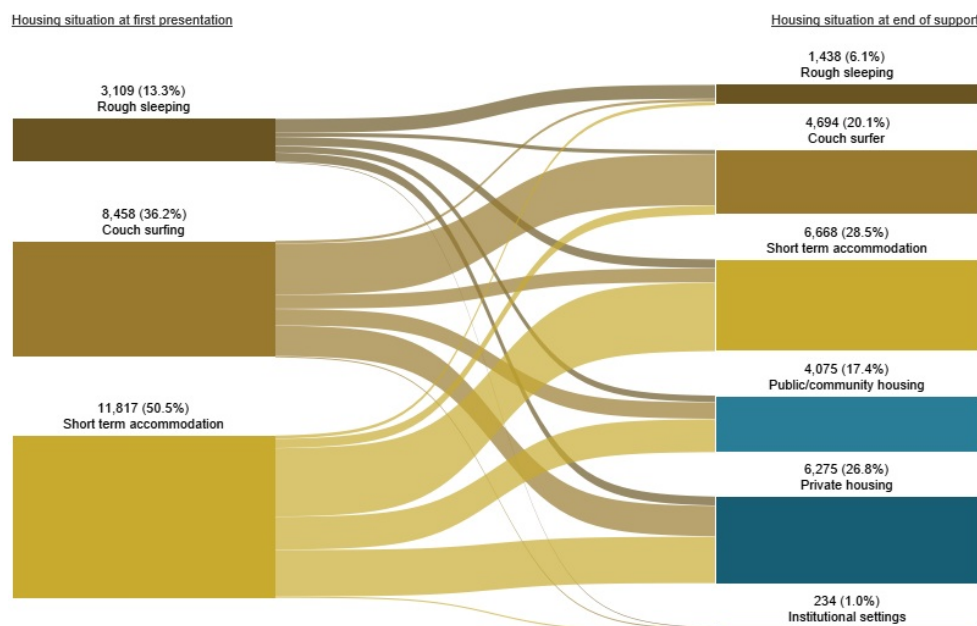 Housing situation at first presentation
3,109 (13.3%)
Rough sleeping
8,458 (36.2%)
Couch surfing
11,817 (50.5%)
Short term accommodation
Housing situation at end of support
1,438 (6.1%)
Rough sleeping
4,694 (20.1%)
Couch surfer
6,668 (28.5%)
Short term accommodation
4,075 (17.4%)
Public/community housing
6,275 (26.8%)
Private housing
234 (1.0%)
Institutional settings